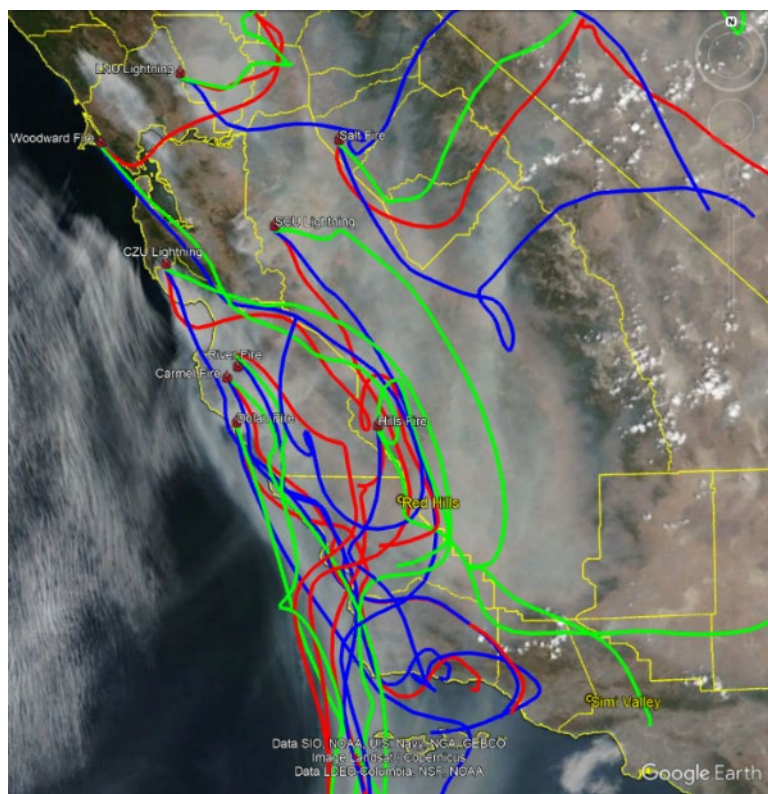 N
LNU Lightning
Woodward Fire
Salt Fire
SCU Lightning
CZU Lightning
River Fire
Carmel Fire
Dolan Fire
Hills Fire
Red Hills
Simi Valley
Data SIO, NOAA, U.S. Navy, NGA, GEBCO
Image Landsat / Copernicus
Data LDEO-Columbia, NSF, NOAA
Google Earth